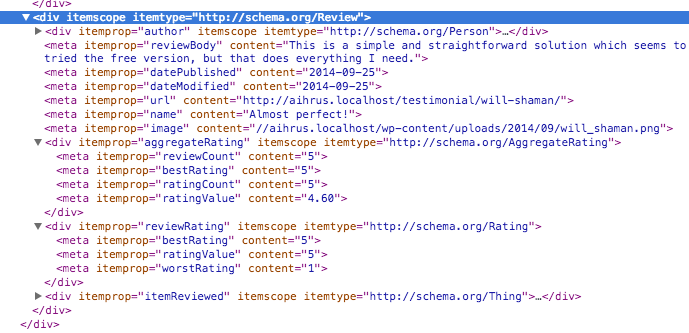 </div>
▼<div itemscope itemtype="http://schema.org/Review">
▶<div itemprop="author" itemscope itemtype="http://schema.org/Person">…</div>
<meta itemprop="reviewBody" content="This is a simple and straightforward solution which seems to
tried the free version, but that does everything I need.">
<meta itemprop="datePublished" content="2014-09-25">
<meta itemprop="dateModified" content="2014-09-25">
<meta itemprop="url" content="http://aihrus.localhost/testimonial/will-shaman/">
<meta itemprop="name" content="Almost perfect!">
<meta itemprop="image" content="//aihrus.localhost/wp-content/uploads/2014/09/will_shaman.png">
▼<div itemprop="aggregateRating" itemscope itemtype="http://schema.org/AggregateRating">
<meta itemprop="reviewCount" content="5">
<meta itemprop="bestRating" content="5">
<meta itemprop="ratingCount" content="5">
<meta itemprop="ratingValue" content="4.60">
</div>
▼<div itemprop="reviewRating" itemscope itemtype="http://schema.org/Rating">
<meta itemprop="bestRating" content="5">
<meta itemprop="ratingValue" content="5">
<meta itemprop="worstRating" content="1">
</div>
▶<div itemprop="itemReviewed" itemscope itemtype="http://schema.org/Thing">…</div>
</div>
</div>